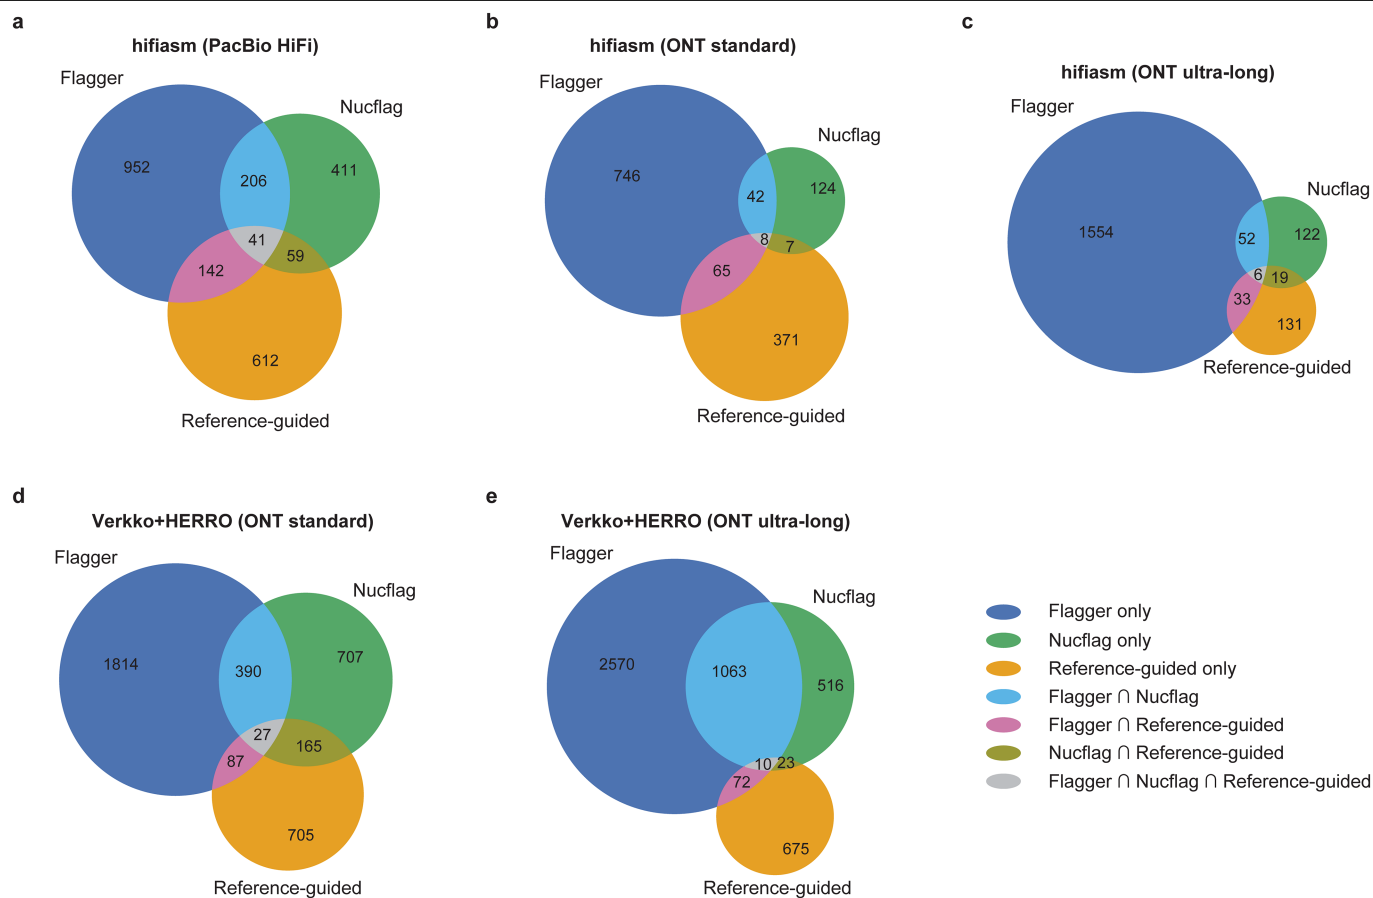 a
hifiasm (PacBio HiFi)
Flagger
Nucflag
952
206
411
41
59
142
612
Reference-guided
b
hifiasm (ONT standard)
Flagger
Nucflag
746
42
124
8
7
65
371
Reference-guided
c
hifiasm (ONT ultra-long)
Flagger
Nucflag
1554
52
122
6
19
33
131
Reference-guided
d
Verkko+HERRO (ONT standard)
Flagger
Nucflag
1814
390
707
27
165
87
705
Reference-guided
e
Verkko+HERRO (ONT ultra-long)
Flagger
Nucflag
2570
1063
516
10
23
72
675
Reference-guided
Flagger only
Nucflag only
Reference-guided only
Flagger ∩ Nucflag
Flagger ∩ Reference-guided
Nucflag ∩ Reference-guided
Flagger ∩ Nucflag ∩ Reference-guided